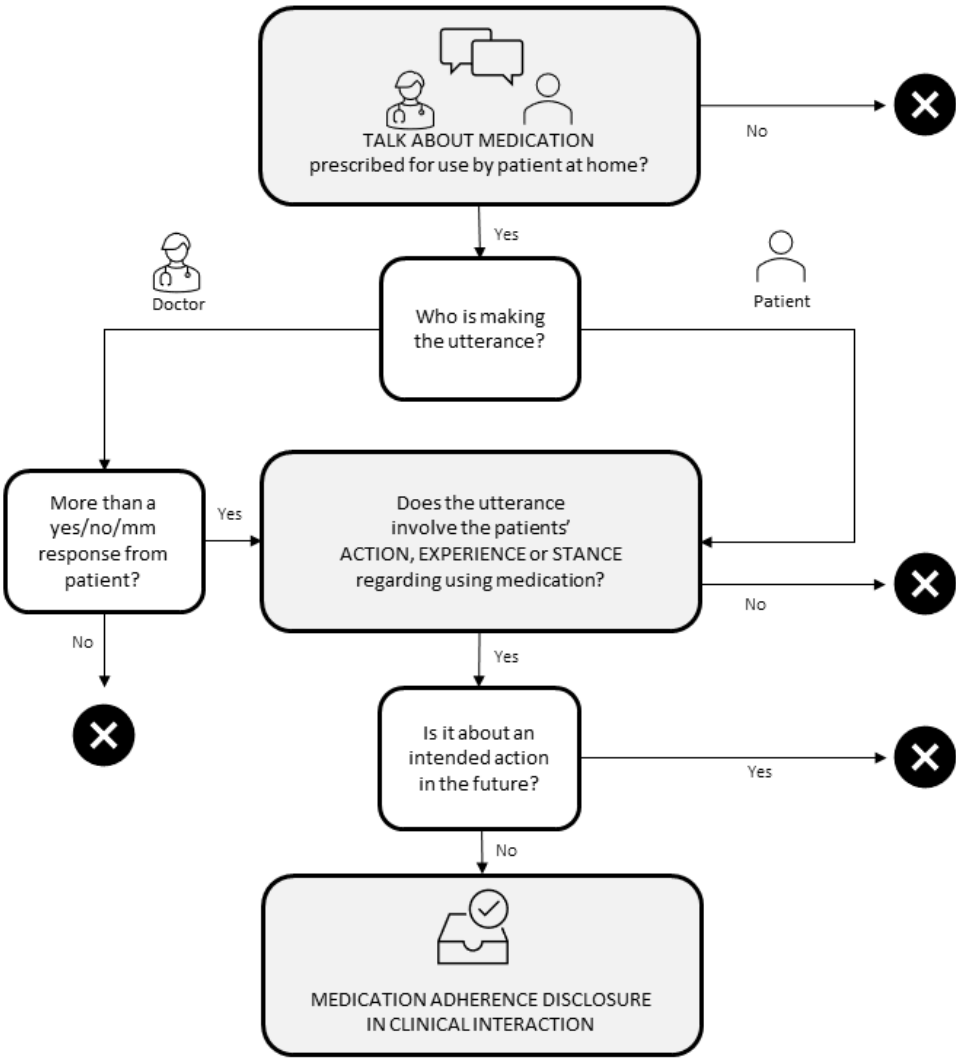 TALK ABOUT MEDICATION
prescribed for use by patient at home?
No
Yes
Doctor
Patient
Who is making
the utterance?
More than a
yes/no/mm
response from
patient?
Yes
Does the utterance
involve the patients’
ACTION, EXPERIENCE or STANCE
regarding using medication?
No
No
Yes
Is it about an
intended action
in the future?
Yes
No
MEDICATION ADHERENCE DISCLOSURE
IN CLINICAL INTERACTION